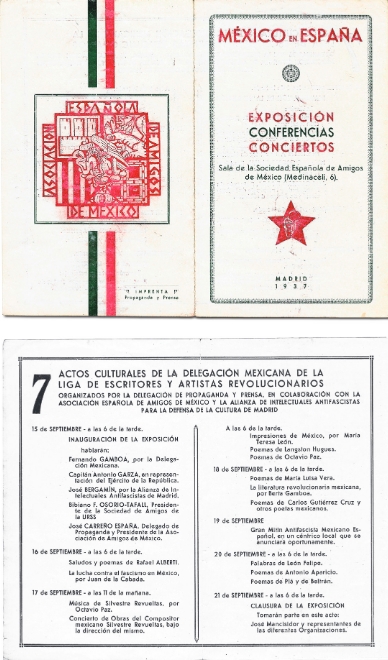 ASOCIACIÓN
ESPAÑOLA
DE AMIGOS
DE MEXICO
IMPRENTA
Propaganda y Prensa
MÉXICO EN ESPAÑA
EXPOSICIÓN
CONFERENCIAS
CONCIERTOS
Sala de la Sociedad Española de Amigos
de México (Medinaceli, 6).
MADRID
1937
7
ACTOS CULTURALES DE LA DELEGACIÓN MEXICANA DE LA
LIGA DE ESCRITORES Y ARTISTAS REVOLUCIONARIOS
ORGANIZADOS POR LA DELEGACIÓN DE PROPAGANDA Y PRENSA, EN COLABORACIÓN CON LA
ASOCIACIÓN ESPAÑOLA DE AMIGOS DE MÉXICO Y LA ALIANZA DE INTELECTUALES ANTIFASCISTAS
PARA LA DEFENSA DE LA CULTURA DE MADRID
15 de SEPTIEMBRE - a las 6 de la tarde.
INAUGURACIÓN DE LA EXPOSICIÓN
hablarán:
Fernando GAMBOA, por la Delega-
ción Mexicana.
Capitán Antonio GARZA, en represen-
tación del Ejército de la República.
José BERGAMÍN, por la Alianza de In-
telectuales Antifascistas de Madrid.
Bibiano F. OSORIO-TAFALL, Presiden-
te de la Sociedad de Amigos de
la URSS
José CARREÑO ESPAÑA, Delegado de
Propaganda y Presidente de la Aso-
ciación de Amigos de México.
16 de SEPTIEMBRE - a las 6 de la tarde.
Saludos y poemas de Rafael ALBERTI.
La lucha contra el fascismo en México,
por Juan de la Cabada.
17 de SEPTIEMBRE - a las 11 de la mañana.
Música de Silvestre Revueltas, por
Octavio Paz.
Concierto de Obras del Compositor
mexicano Silvestre Revueltas, bajo
la dirección del mismo.
A las 6 de la tarde.
Impresiones de México, por María
Teresa León.
Poemas de Langston Hugues.
Poemas de Octavio Paz.
18 de SEPTIEMBRE - a las 6 de la tarde.
Poemas de María Luisa Vera.
La literatura revolucionaria mexicana,
por Berta Gamboa.
Poemas de Carlos Gutiérrez Cruz y
otros poetas mexicanos.
19 de SEPTIEMBRE
Gran Mitin Antifascista Mexicano Es-
pañol, en un céntrico local que se
anunciará oportunamente.
20 de SEPTIEMBRE - a las 6 de la tarde.
Palabras de León Felipe.
Poemas de Antonio Aparicio.
Poemas de Plá y de Beltrán.
21 de SEPTIEMBRE - a las 6 de la tarde.
CLAUSURA DE LA EXPOSICIÓN
Tomarán parte en este acto:
José Mancisidor y representantes de
las diferentes Organizaciones.